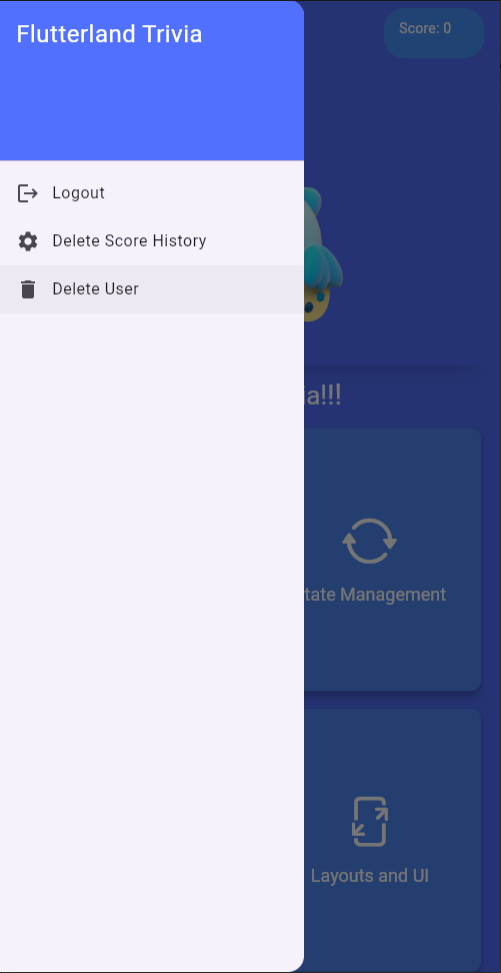 Flutterland Trivia
Score: 0
Logout
Delete Score History
Delete User
ia!!!
tate Management
Layouts and UI